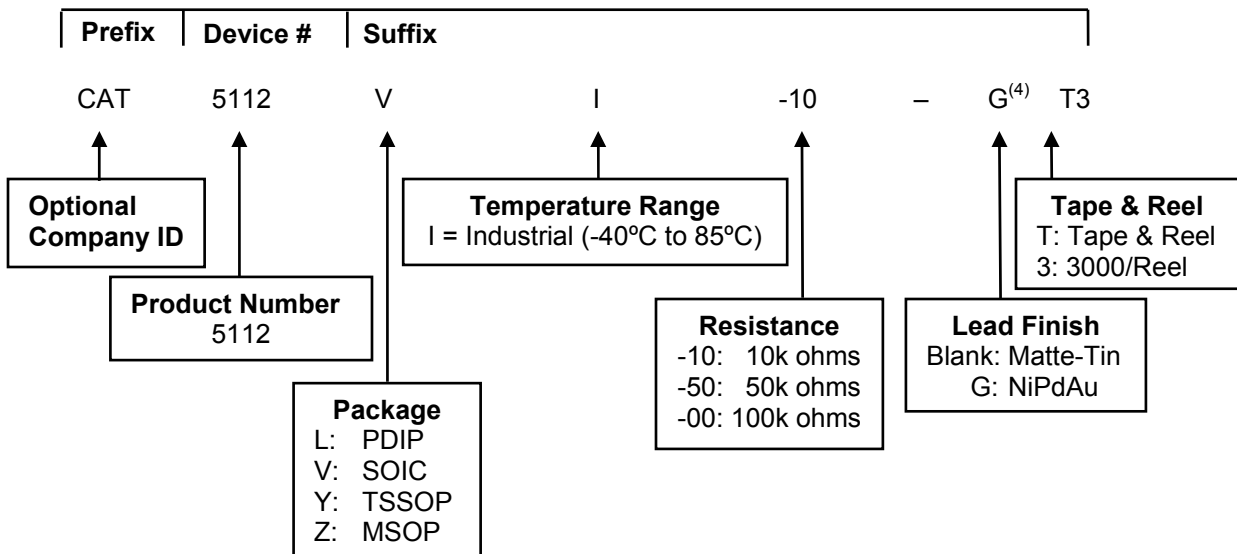 Prefix Device # Suffix
CAT 5112 V I -10 – G(4) T3
Optional
Company ID
Product Number
5112
Package
L: PDIP
V: SOIC
Y: TSSOP
Z: MSOP
Temperature Range
I = Industrial (-40ºC to 85ºC)
Resistance
-10: 10k ohms
-50: 50k ohms
-00: 100k ohms
Lead Finish
Blank: Matte-Tin
G: NiPdAu
Tape & Reel
T: Tape & Reel
3: 3000/Reel